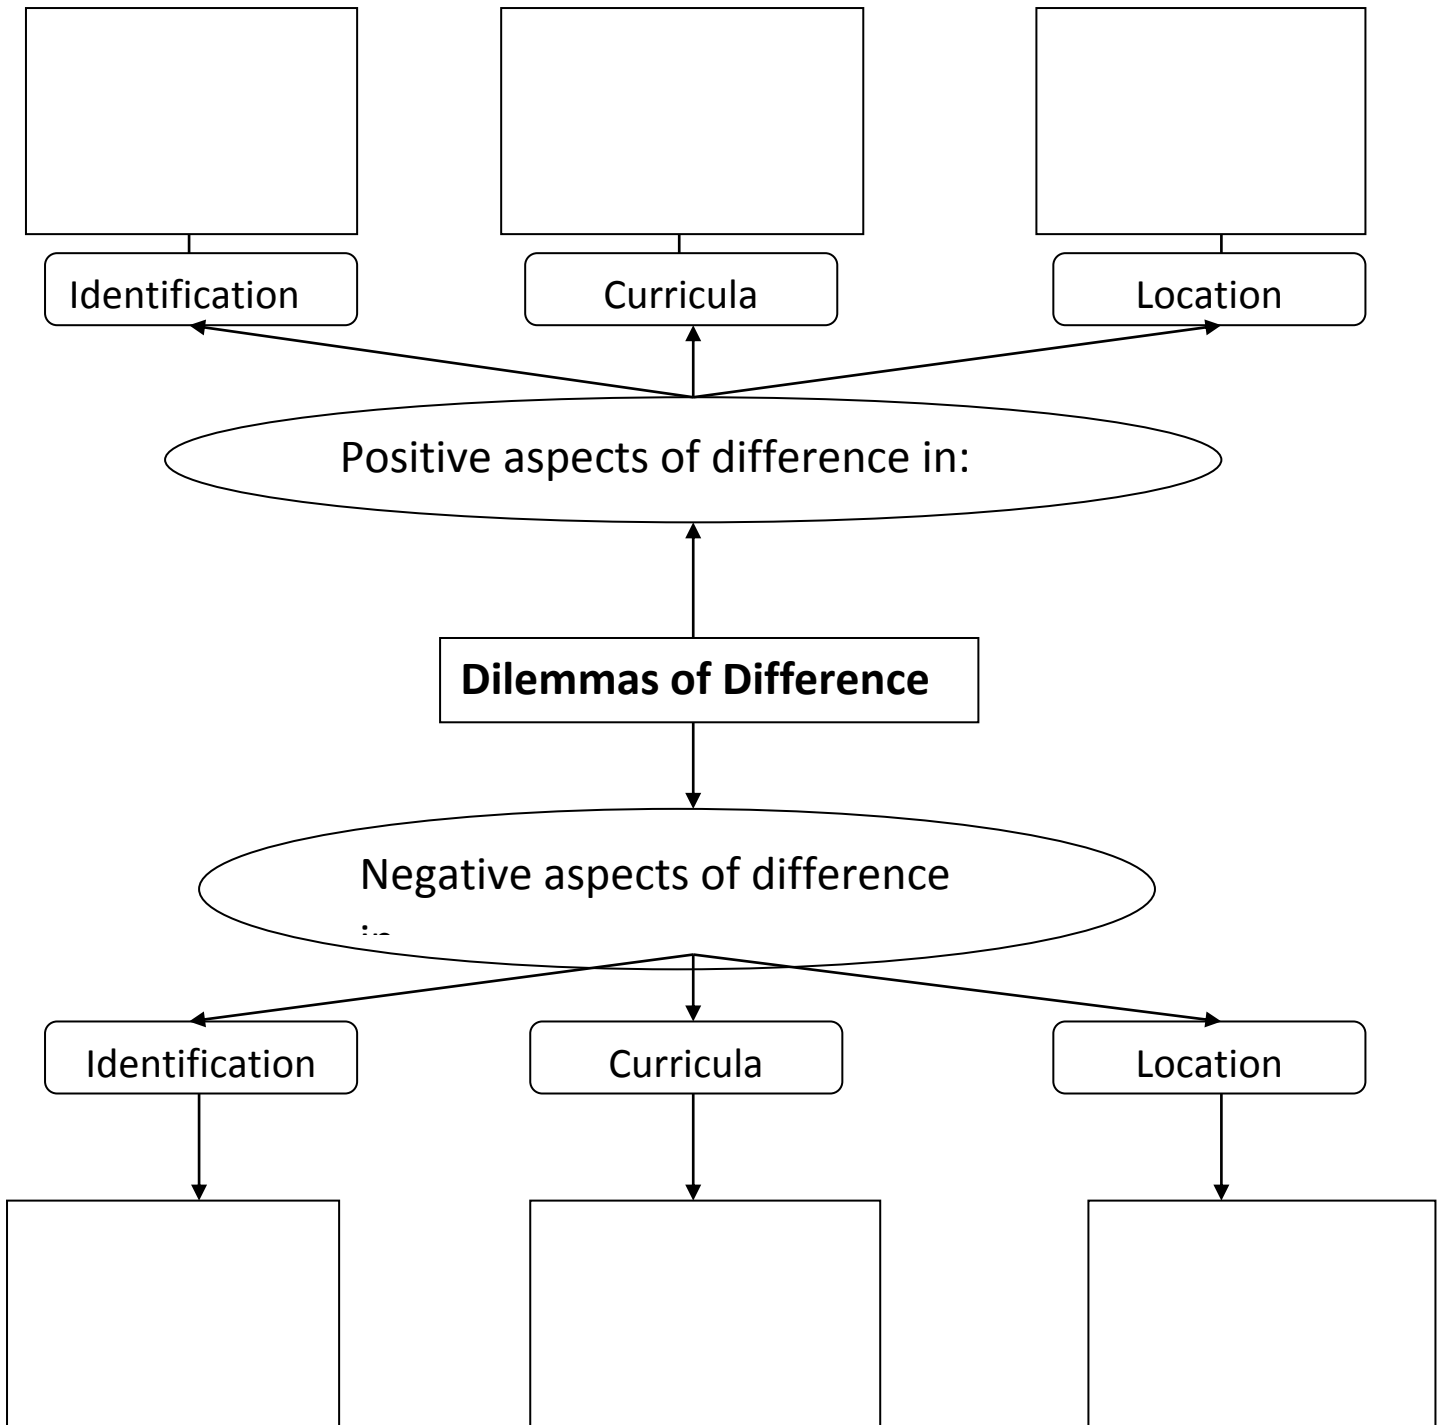 Identification
Curricula
Location
Positive aspects of difference in:
Dilemmas of Difference
Negative aspects of difference
Identification
Curricula
Location